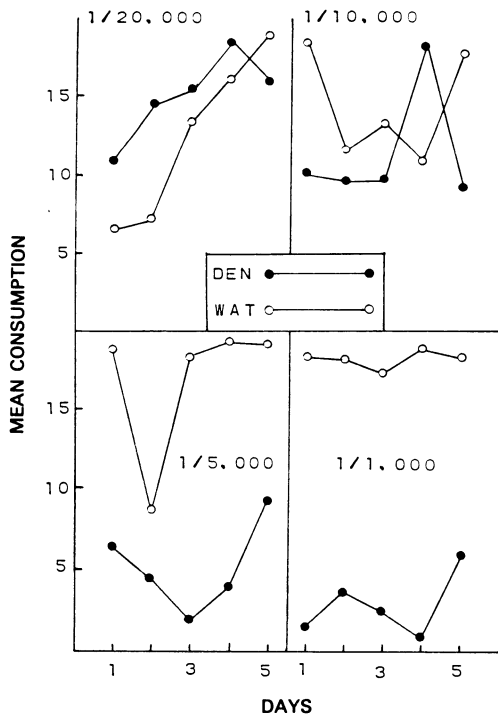 1/20,000
1/10,000
15
10
5
DEN
WAT
MEAN CONSUMPTION
15
10
5
1/5,000
1/1,000
1 3 5 1 3 5
DAYS